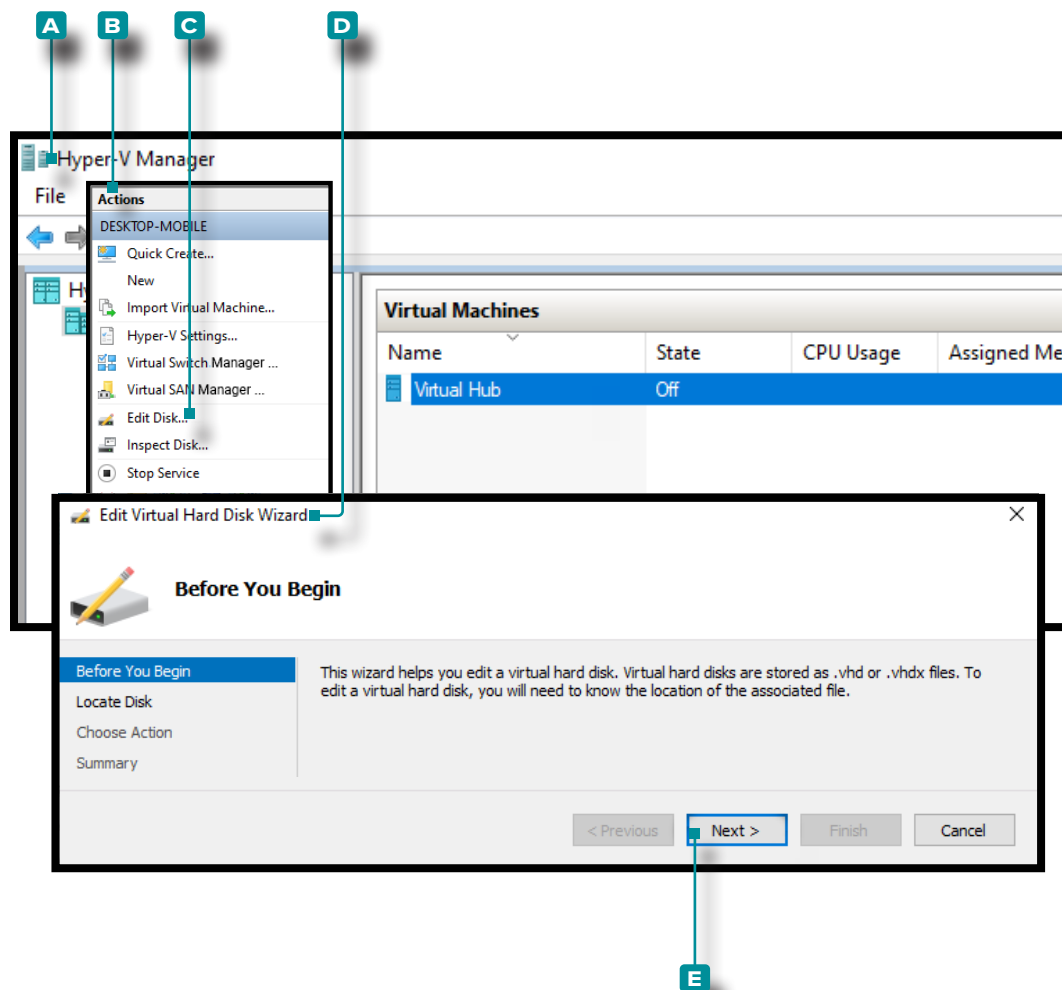 A B C D
Hyper-V Manager
File
Actions
DESKTOP-MOBILE
Quick Create...
New
Import Virtual Machine...
Hyper-V Settings...
Virtual Switch Manager ...
Virtual SAN Manager ...
Edit Disk...
Inspect Disk...
Stop Service
Virtual Machines
Name State CPU Usage Assigned Me
Virtual Hub Off
Edit Virtual Hard Disk Wizard
Before You Begin
Before You Begin
Locate Disk
Choose Action
Summary
This wizard helps you edit a virtual hard disk. Virtual hard disks are stored as .vhd or .vhdx files. To
edit a virtual hard disk, you will need to know the location of the associated file.
< Previous Next > Finish Cancel
E